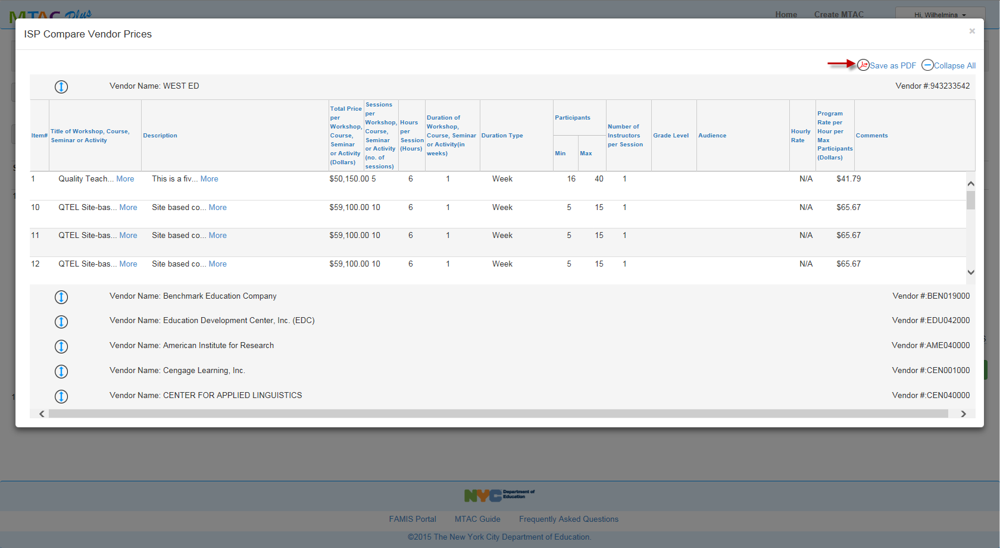 MTAC Plus
Home
Create MTAC
Hi, Wilhelmina
ISP Compare Vendor Prices
×
Save as PDF
Collapse All
Vendor Name: WEST ED
Vendor #:943233542
Item#
Title of Workshop, Course,
Seminar or Activity
Description
Total Price
per
Workshop,
Course,
Seminar
or Activity
(Dollars)
Sessions
per
Workshop,
Course,
Seminar
or Activity
(no. of
sessions)
Hours
per
Session
(Hours)
Duration of
Workshop,
Course, Seminar
or Activity(in
weeks)
Duration Type
Participants
Min
Max
Number of
Instructors
per Session
Grade Level
Audience
Hourly
Rate
Program
Rate per
Hour per
Max
Participants
(Dollars)
Comments
1 Quality Teach... More This is a fiv... More $50,150.00 5 6 1 Week 16 40 1 N/A $41.79
10 QTEL Site-bas... More Site based co... More $59,100.00 10 6 1 Week 5 15 1 N/A $65.67
11 QTEL Site-bas... More Site based co... More $59,100.00 10 6 1 Week 5 15 1 N/A $65.67
12 QTEL Site-bas... More Site based co... More $59,100.00 10 6 1 Week 5 15 1 N/A $65.67
Vendor Name: Benchmark Education Company
Vendor #:BEN019000
Vendor Name: Education Development Center, Inc. (EDC)
Vendor #:EDU042000
Vendor Name: American Institute for Research
Vendor #:AME040000
Vendor Name: Cengage Learning, Inc.
Vendor #:CEN001000
Vendor Name: CENTER FOR APPLIED LINGUISTICS
Vendor #:CEN040000
NYC Department of
Education
FAMIS Portal
MTAC Guide
Frequently Asked Questions
©2015 The New York City Department of Education.